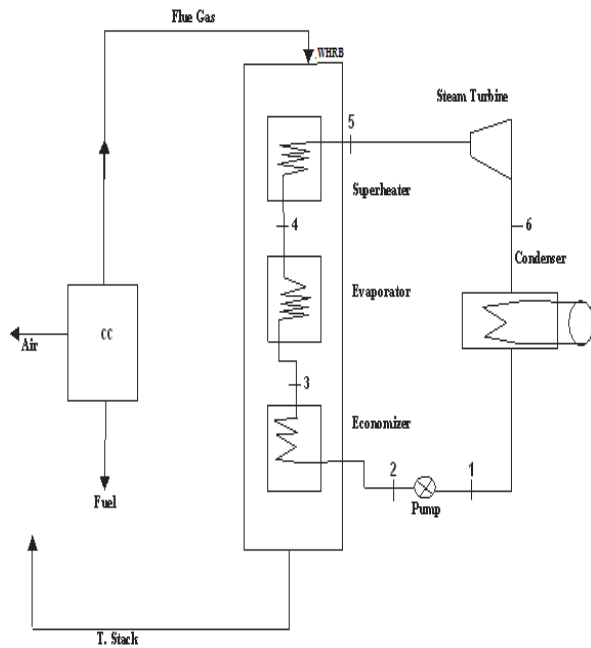 Flue Gas
WHRB
Steam Turbine
5
Superheater
4
6
Condenser
Evaporator
CC
Air
3
Economizer
2
1
Pump
Fuel
T. Stack